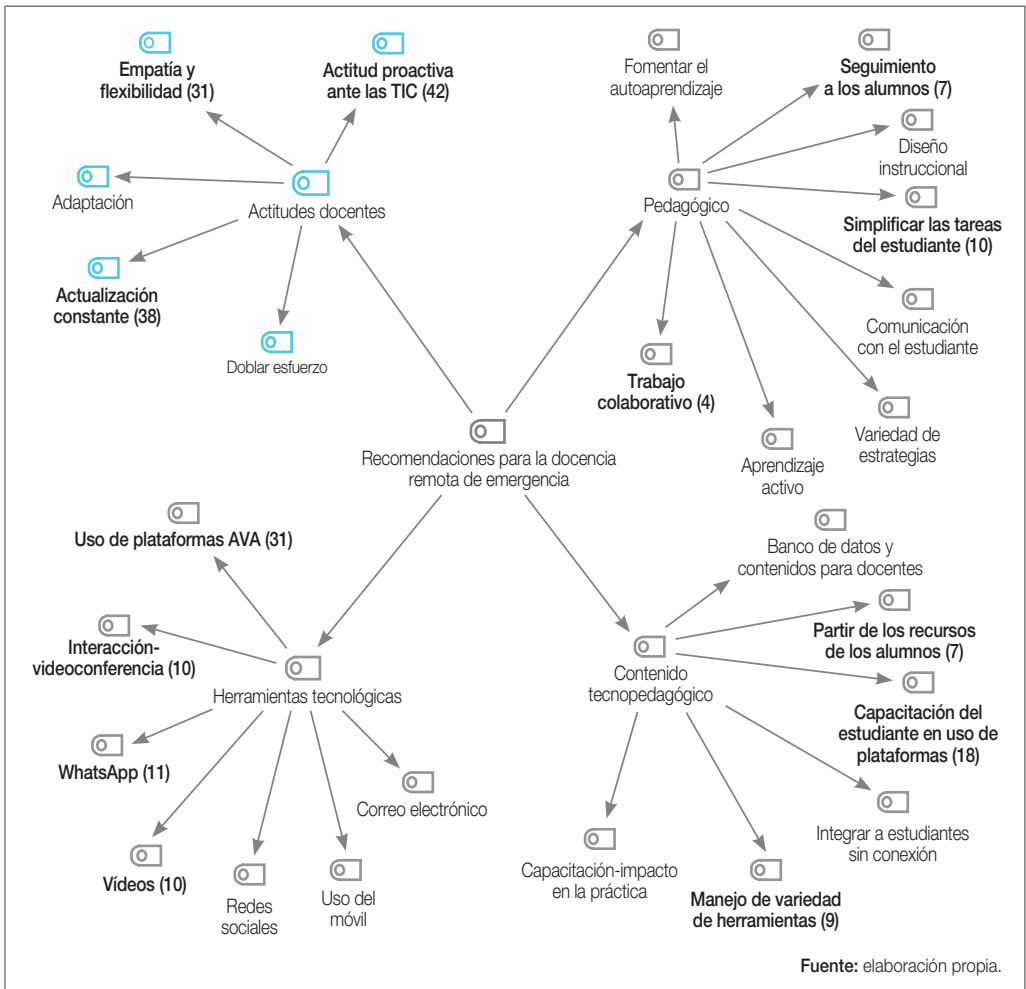 Empatía y
flexibilidad (31)
Actitud proactiva
ante las TIC (42)
Adaptación
Actitudes docentes
Actualización
constante (38)
Doblar esfuerzo
Fomentar el
autoaprendizaje
Seguimiento
a los alumnos (7)
Diseño
instruccional
Pedagógico
Simplificar las tareas
del estudiante (10)
Comunicación
con el estudiante
Trabajo
colaborativo (4)
Variedad de
estrategias
Aprendizaje
activo
Recomendaciones para la docencia
remota de emergencia
Uso de plataformas AVA (31)
Interacción-
videoconferencia (10)
Herramientas tecnológicas
WhatsApp (11)
Correo electrónico
Vídeos (10)
Redes
sociales
Uso del
móvil
Banco de datos y
contenidos para docentes
Partir de los recursos
de los alumnos (7)
Contenido
tecnopedagógico
Capacitación del
estudiante en uso de
plataformas (18)
Integrar a estudiantes
sin conexión
Capacitación-impacto
en la práctica
Manejo de variedad
de herramientas (9)
Fuente: elaboración propia.